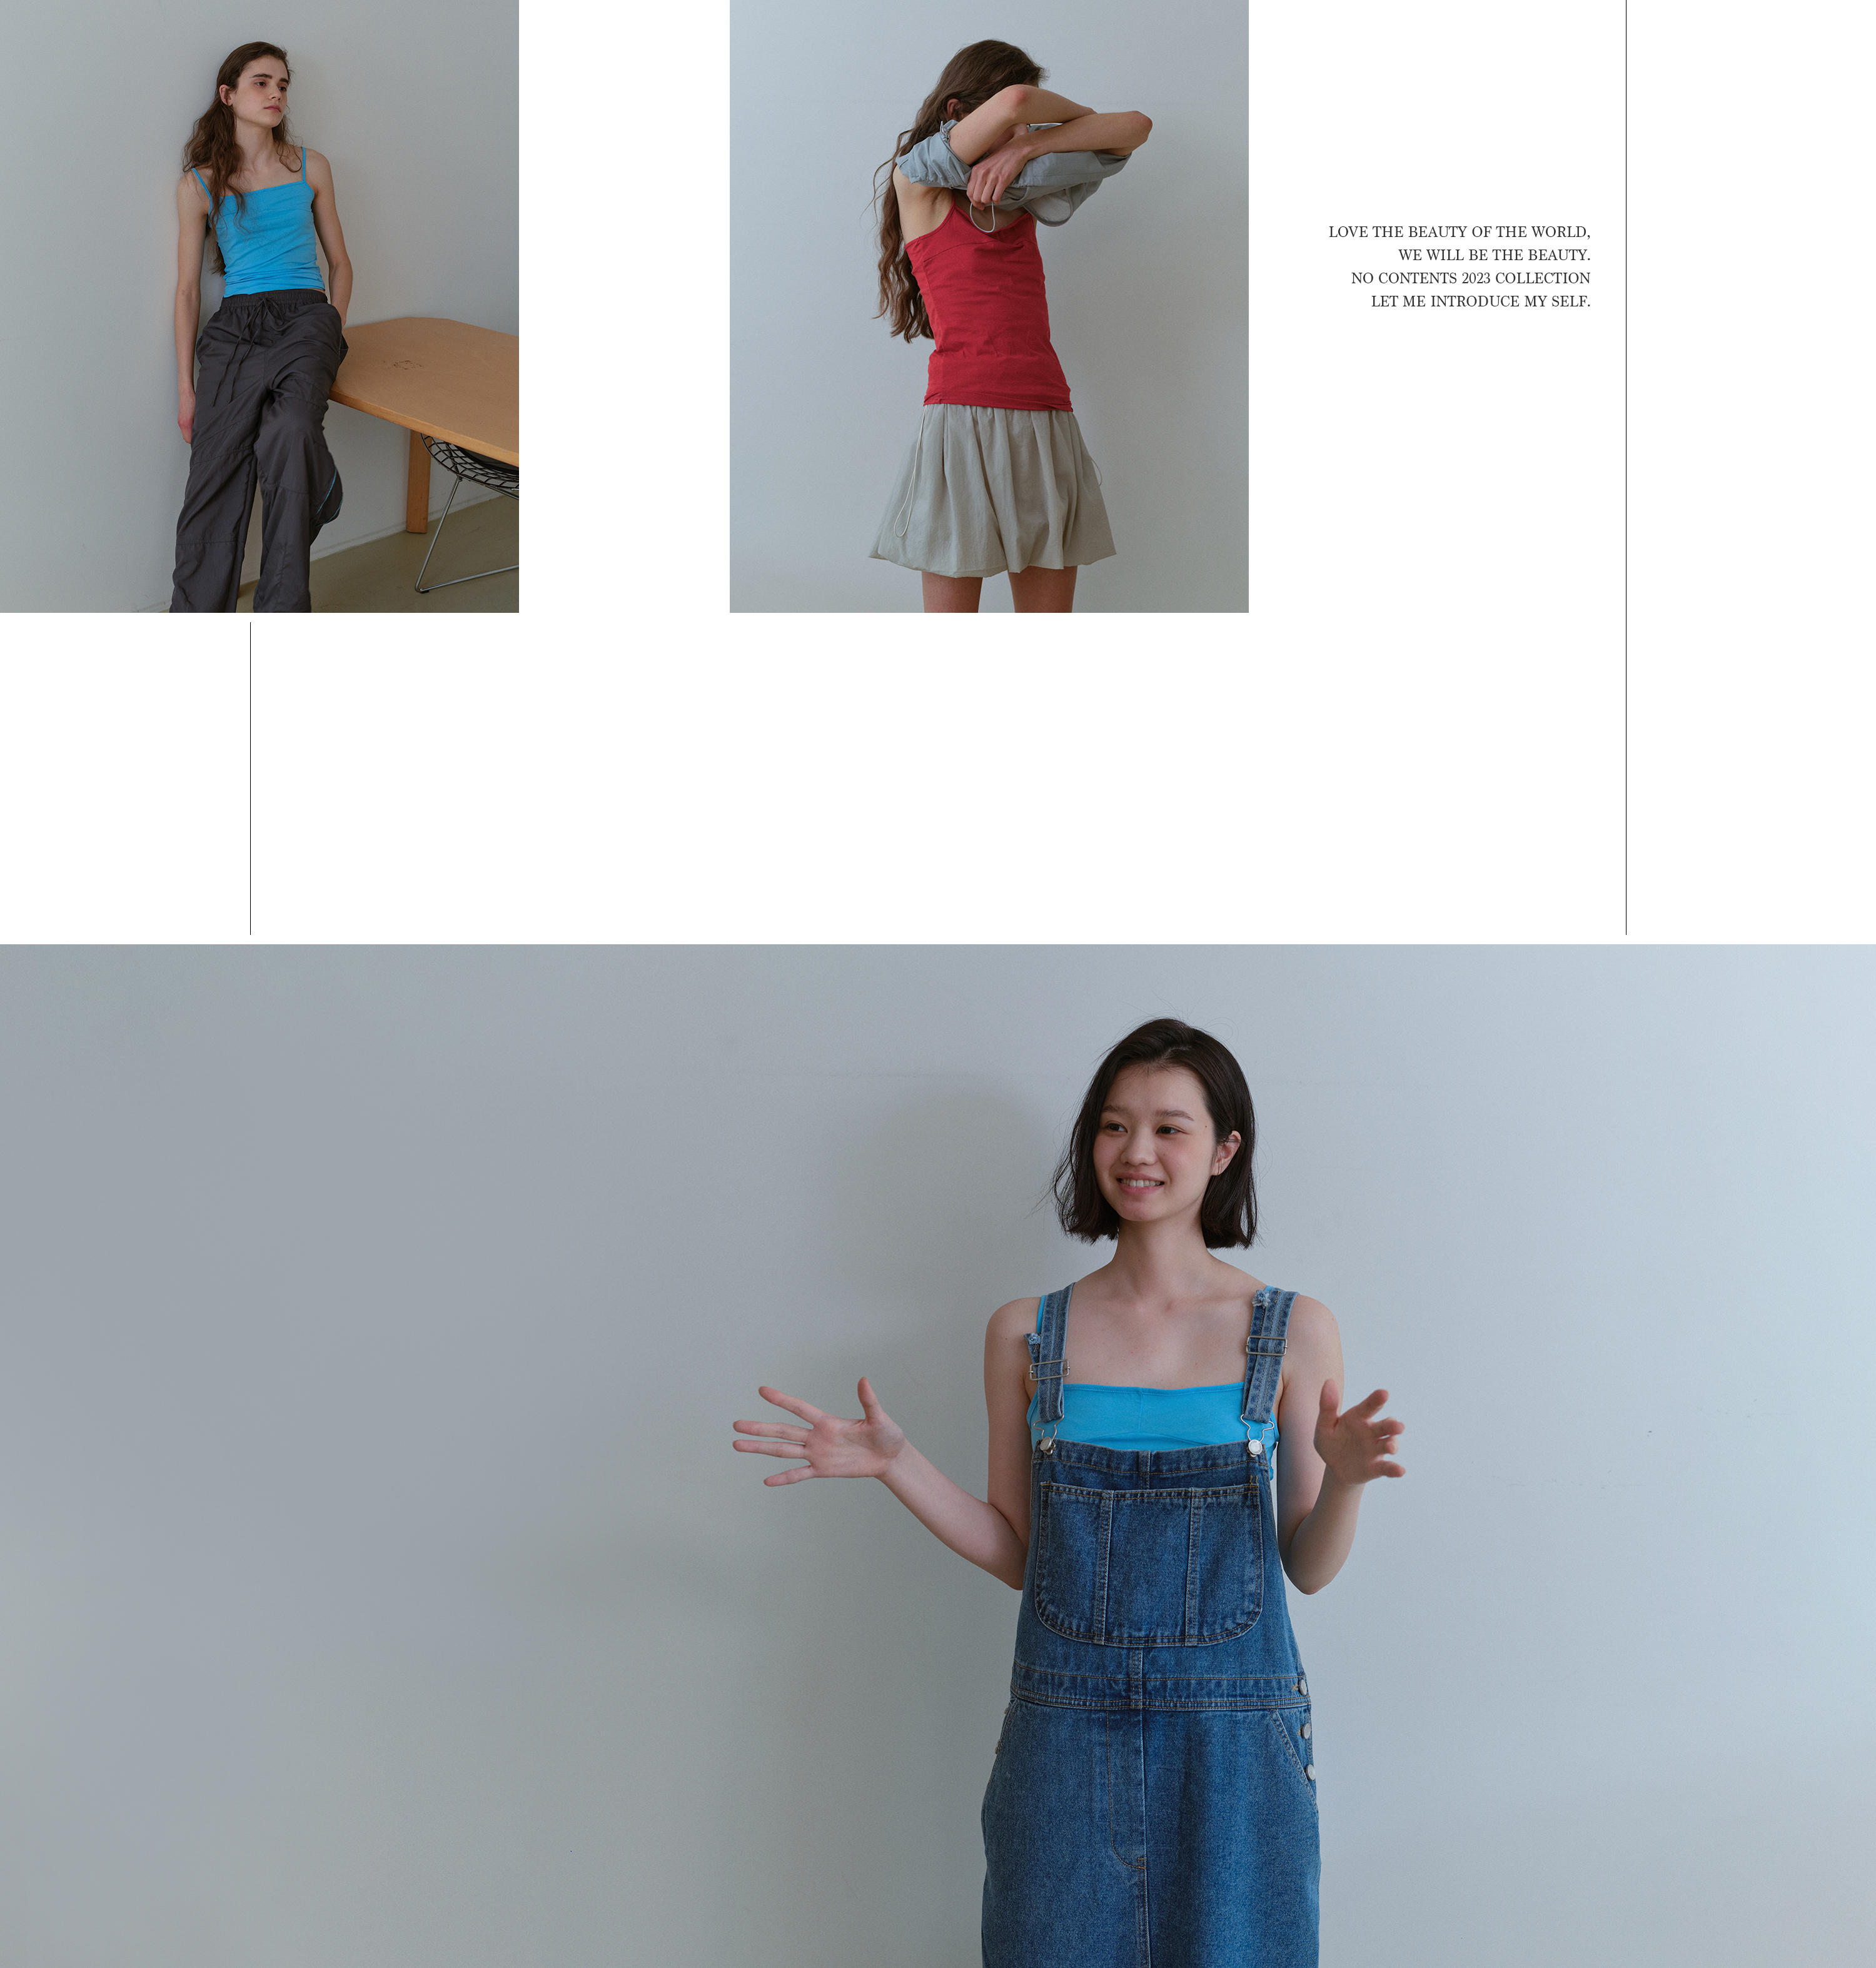 LOVE THE BEAUTY OF THE WORLD,
WE WILL BE THE BEAUTY.
NO CONTENTS 2023 COLLECTION
LET ME INTRODUCE MY SELF.